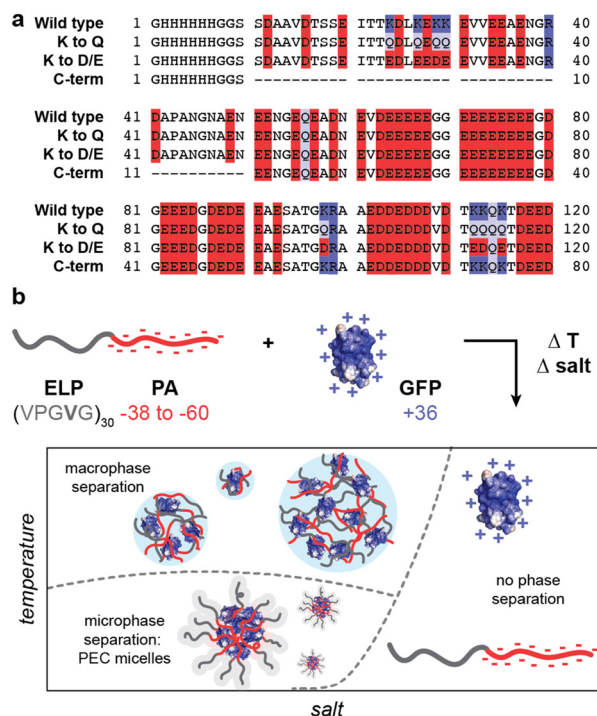 a
Wild type 1 GHHHHHHGGS SDAAVDTSSE ITTKDLKEKK EVVEEAENGR 40
K to Q 1 GHHHHHHGGS SDAAVDTSSE ITTQDLQEQQ EVVEEAENGR 40
K to D/E 1 GHHHHHHGGS SDAAVDTSSE ITTEDLEEDE EVVEEAENGR 40
C-term 1 GHHHHHHGGS ---------- ---------- ---------- 10
Wild type 41 DAPANGNAEN EENGEQEADN EVDEEEEEGG EEEEEEEEGD 80
K to Q 41 DAPANGNAEN EENGEQEADN EVDEEEEEGG EEEEEEEEGD 80
K to D/E 41 DAPANGNAEN EENGEQEADN EVDEEEEEGG EEEEEEEEGD 80
C-term 11 ---------- EENGEQEADN EVDEEEEEGG EEEEEEEEGD 40
Wild type 81 GEEEDGDEDE EAESATGKRA AEDDEDDDVD TKKQKTDEED 120
K to Q 81 GEEEDGDEDE EAESATGQRA AEDDEDDDVD TQQQQTDEED 120
K to D/E 81 GEEEDGDEDE EAESATGDRA AEDDEDDDVD TEDQETDEED 120
C-term 41 GEEEDGDEDE EAESATGKRA AEDDEDDDVD TKKQKTDEED 80
b
+
Δ T
Δ salt
ELP PA GFP
(VPGVG)30 -38 to -60 +36
macrophase
separation
no phase
separation
microphase
separation:
PEC micelles
temperature
salt